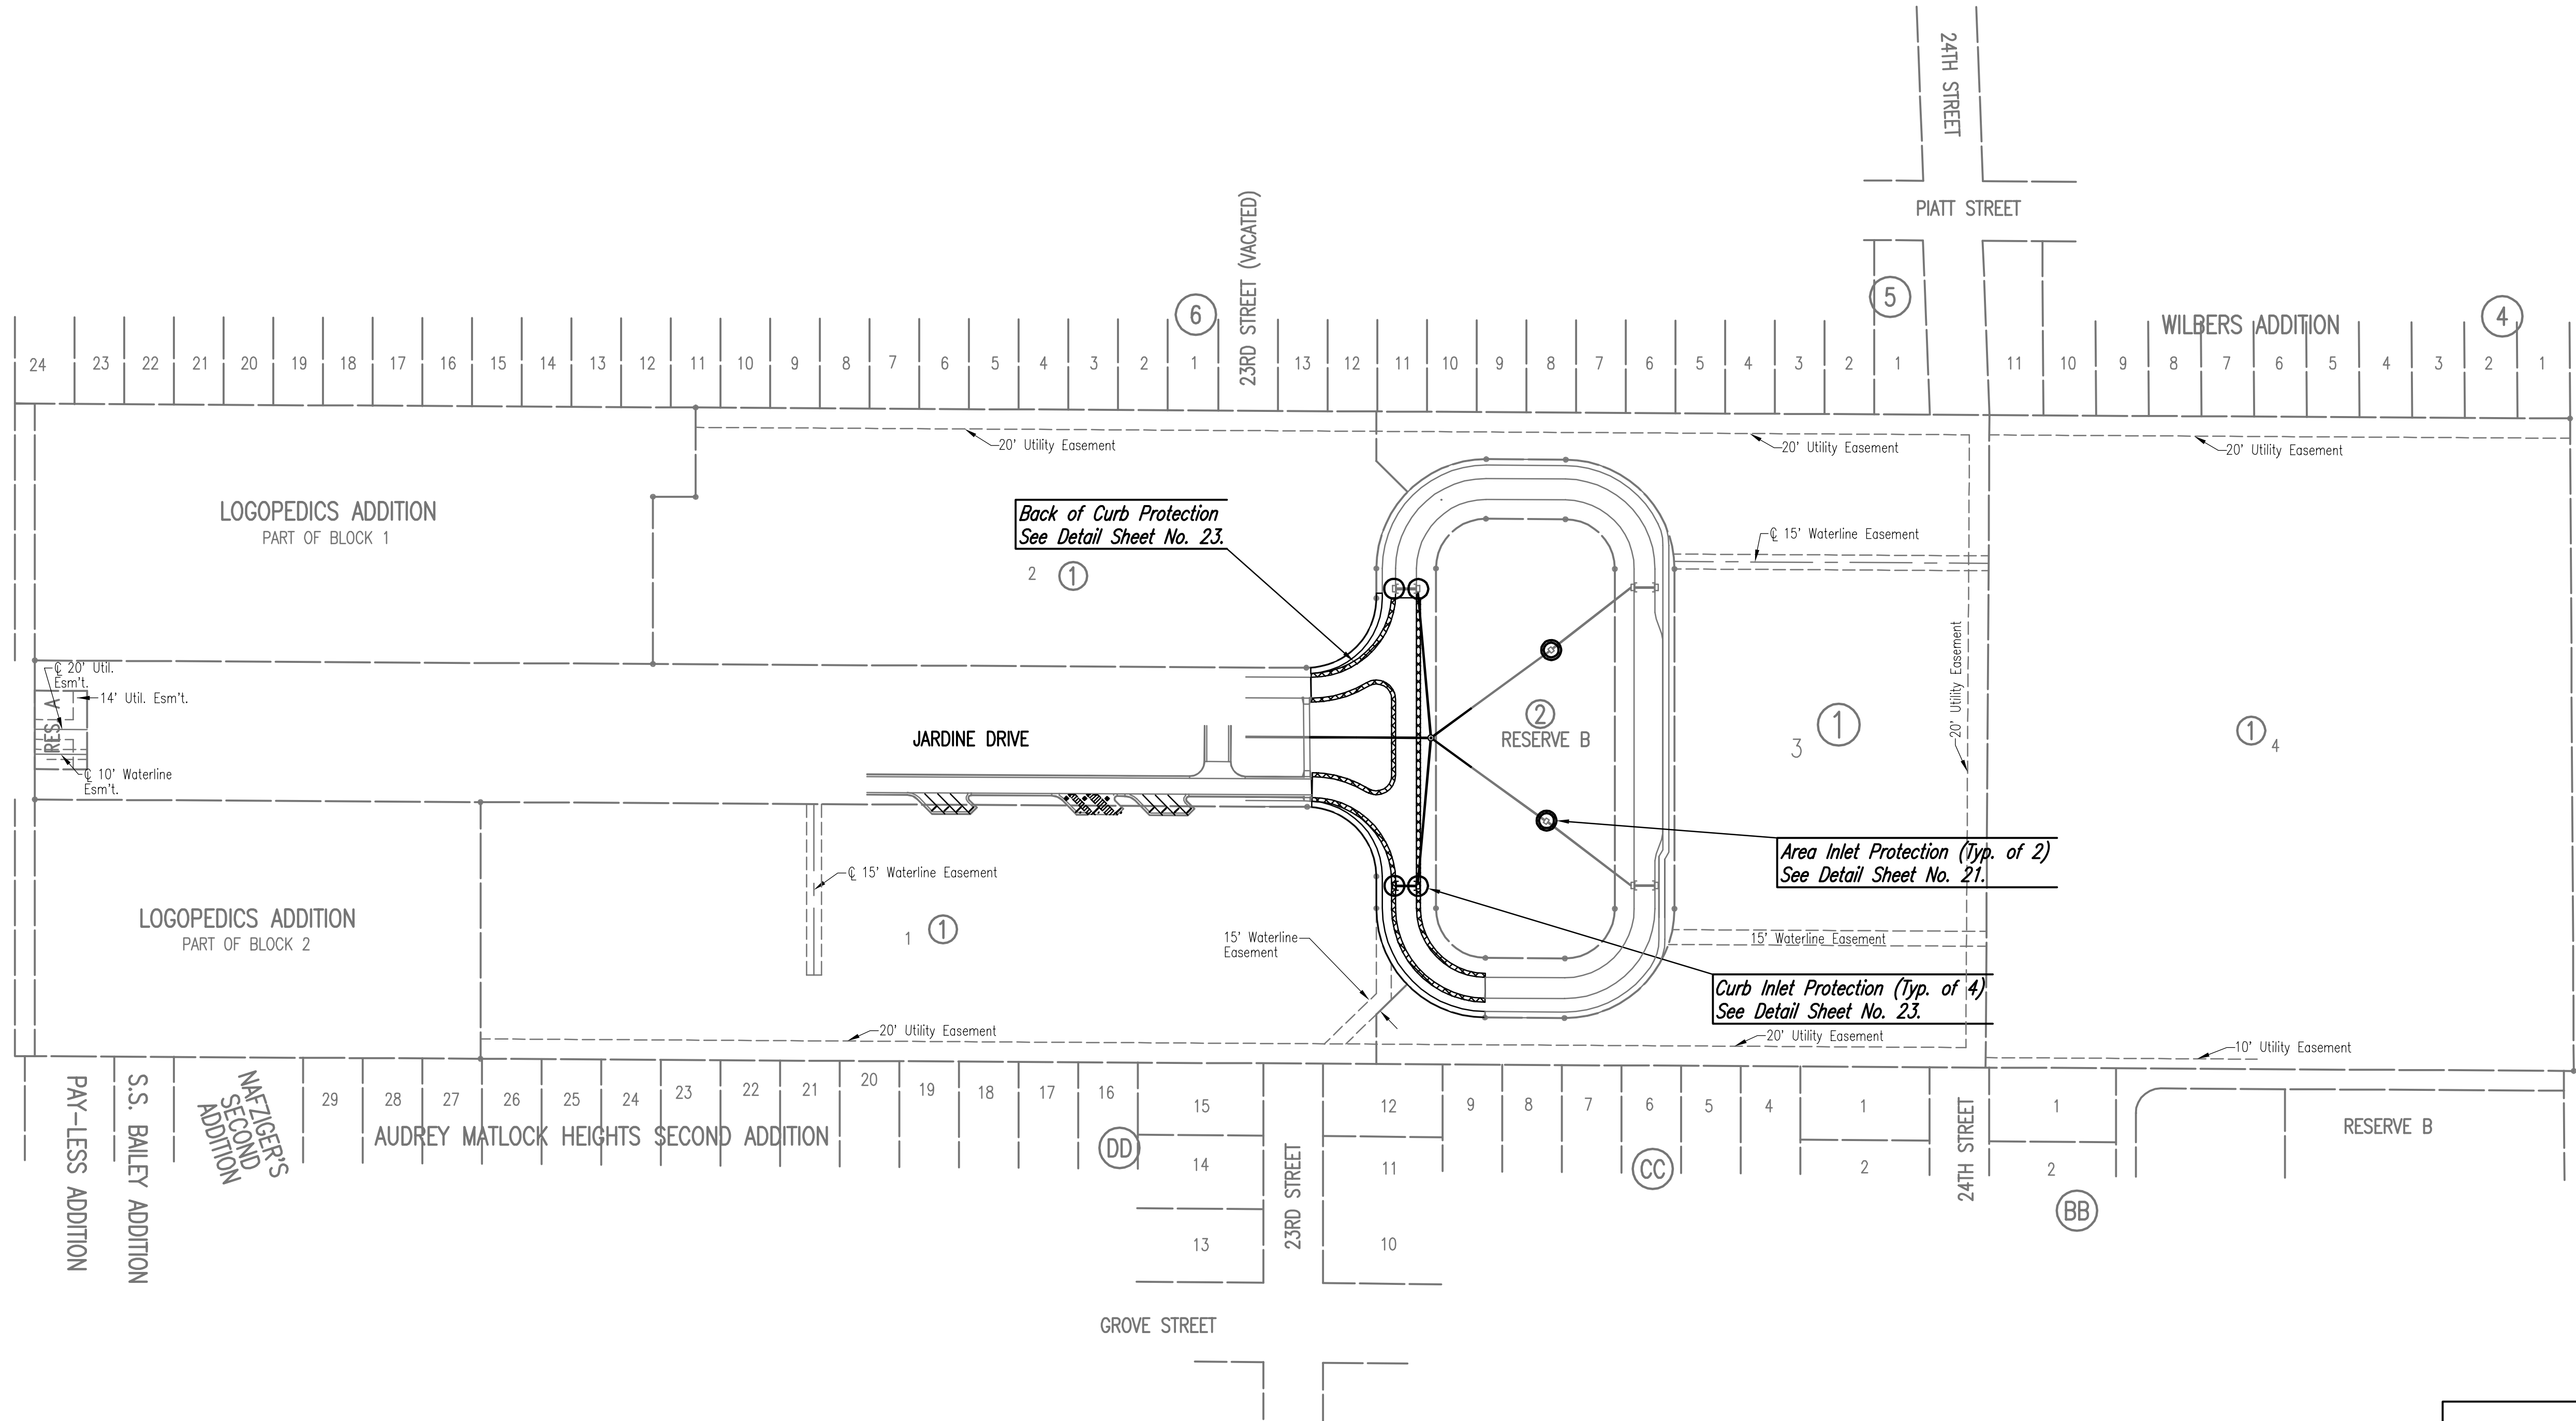 24TH STREET
PIATT STREET
23RD STREET (VACATED)
6
5
WILBERS ADDITION
4
24 23 22 21 20 19 18 17 16 15 14 13 12 11 10 9 8 7 6 5 4 3 2 1 13 12 11 10 9 8 7 6 5 4 3 2 1 11 10 9 8 7 6 5 4 3 2 1
20' Utility Easement
20' Utility Easement
20' Utility Easement
LOGOPEDICS ADDITION
PART OF BLOCK 1
Back of Curb Protection
See Detail Sheet No. 23.
2 1
℄ 15' Waterline Easement
℄ 20' Util.
Esm't.
14' Util. Esm't.
RES. A
℄ 10' Waterline
Esm't.
JARDINE DRIVE
2
RESERVE B
3 1
20' Utility Easement
1 4
Area Inlet Protection (Typ. of 2)
See Detail Sheet No. 21.
℄ 15' Waterline Easement
LOGOPEDICS ADDITION
PART OF BLOCK 2
1 1
15' Waterline
Easement
15' Waterline Easement
Curb Inlet Protection (Typ. of 4)
See Detail Sheet No. 23.
20' Utility Easement
20' Utility Easement
10' Utility Easement
PAY-LESS ADDITION
S.S. BAILEY ADDITION
NAFZIGER'S
SECOND
ADDITION
29 28 27 26 25 24 23 22 21 20 19 18 17 16 15 12 9 8 7 6 5 4 1 1
AUDREY MATLOCK HEIGHTS SECOND ADDITION
RESERVE B
DD
14
23RD STREET
11
CC
2
24TH STREET
2
BB
13
10
GROVE STREET